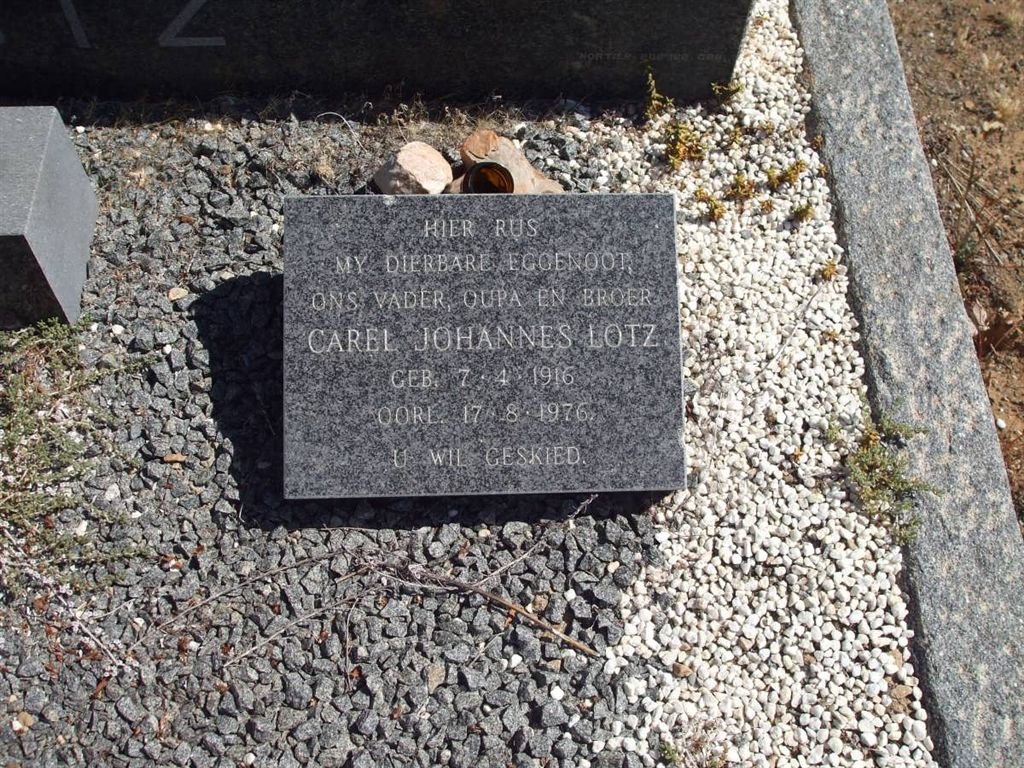 TZ
HIER RUS
MY DIERBARE EGGENOOT,
ONS VADER, OUPA EN BROER
CAREL JOHANNES LOTZ
GEB. 7·4·1916
OORL. 17·8·1976.
U WIL GESKIED.